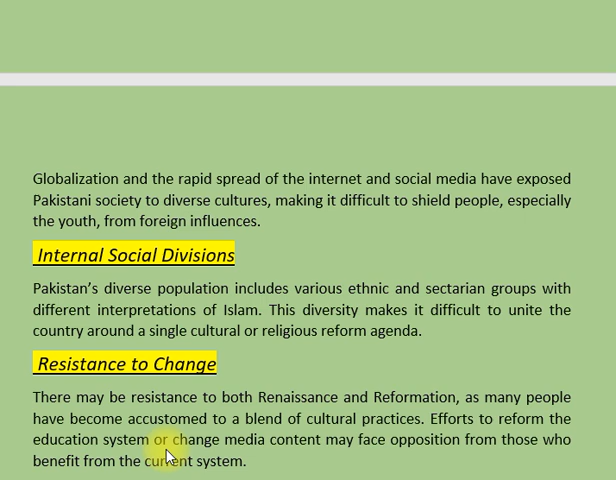 Globalization and the rapid spread of the internet and social media have exposed
Pakistani society to diverse cultures, making it difficult to shield people, especially
the youth, from foreign influences.
Internal Social Divisions
Pakistan’s diverse population includes various ethnic and sectarian groups with
different interpretations of Islam. This diversity makes it difficult to unite the
country around a single cultural or religious reform agenda.
Resistance to Change
There may be resistance to both Renaissance and Reformation, as many people
have become accustomed to a blend of cultural practices. Efforts to reform the
education system or change media content may face opposition from those who
benefit from the current system.